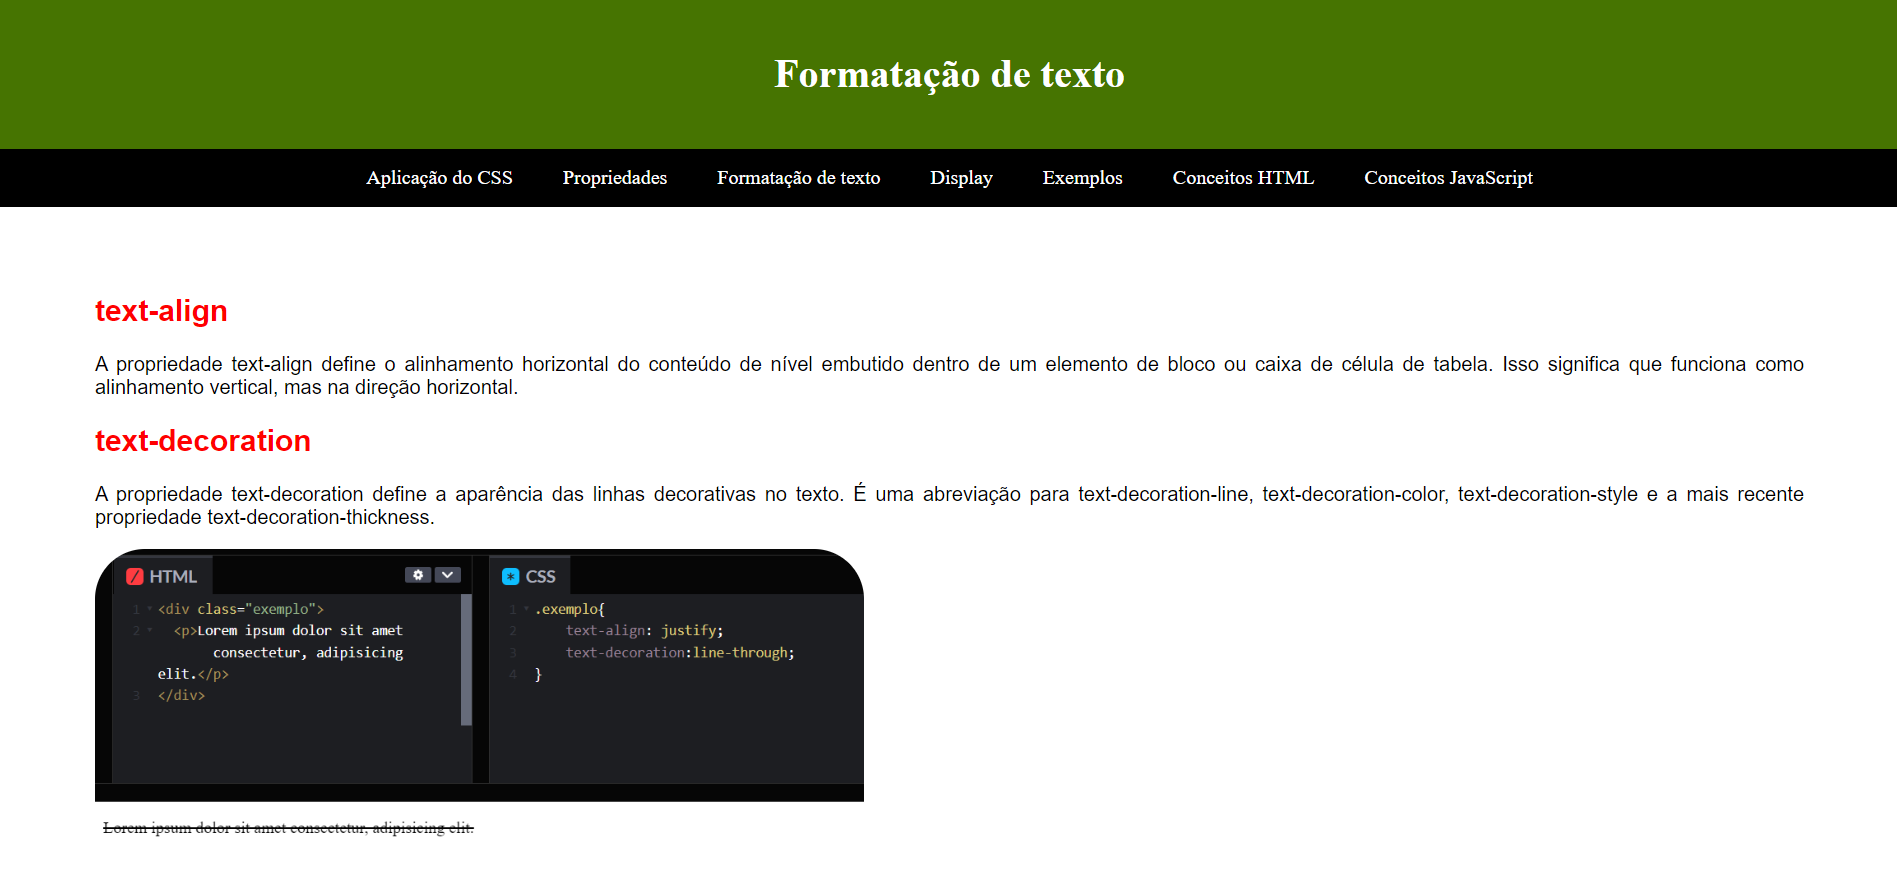 Formatação de texto
Aplicação do CSS Propriedades Formatação de texto Display Exemplos Conceitos HTML Conceitos JavaScript
text-align
A propriedade text-align define o alinhamento horizontal do conteúdo de nível embutido dentro de um elemento de bloco ou caixa de célula de tabela. Isso significa que funciona como
alinhamento vertical, mas na direção horizontal.
text-decoration
A propriedade text-decoration define a aparência das linhas decorativas no texto. É uma abreviação para text-decoration-line, text-decoration-color, text-decoration-style e a mais recente
propriedade text-decoration-thickness.
HTML
1 <div class="exemplo">
2 <p>Lorem ipsum dolor sit amet
consectetur, adipisicing
elit.</p>
3 </div>
CSS
1 .exemplo{
2 text-align: justify;
3 text-decoration:line-through;
4 }
Lorem ipsum dolor sit amet consectetur, adipisicing elit.